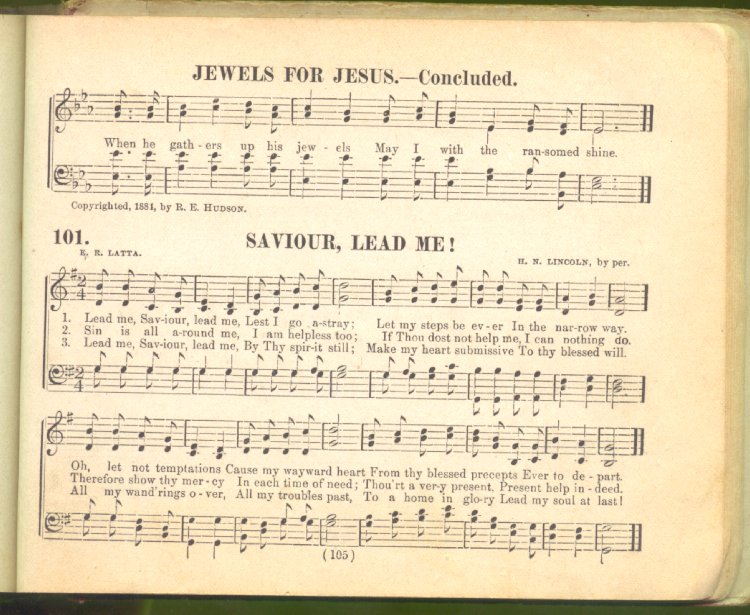 JEWELS FOR JESUS.—Concluded.
When he gath - ers up his jew - els May I with the ran-somed shine.
Copyrighted, 1881, by R. E. HUDSON.
101. SAVIOUR, LEAD ME!
E. R. LATTA. H. N. LINCOLN, by per.
2 4
1. Lead me, Sav-iour, lead me, Lest I go a-stray; Let my steps be ev-er In the nar-row way.
2. Sin is all a-round me, I am helpless too; If Thou dost not help me, I can nothing do.
3. Lead me, Sav-iour, lead me, By Thy spir-it still; Make my heart submissive To thy blessed will.
2 4
Oh, let not temptations Cause my wayward heart From thy blessed precepts Ever to de - part.
Therefore show thy mer - cy In each time of need; Thou'rt a ver-y present, Present help in - deed.
All my wand'rings o - ver, All my troubles past, To a home in glo-ry Lead my soul at last!
(105)